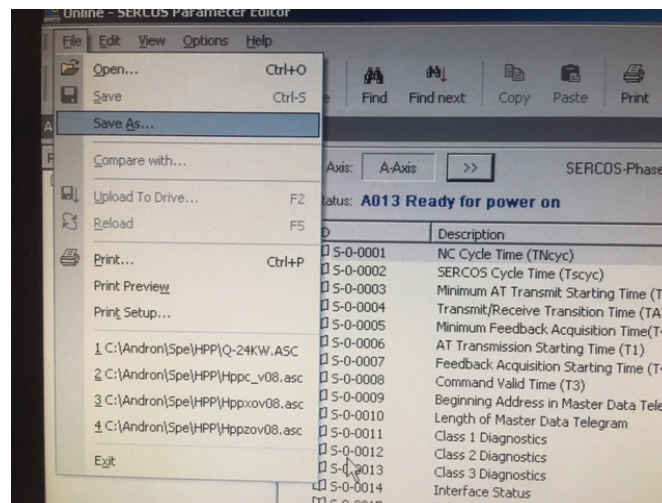 Online - SERCOS Parameter Editor
File Edit View Options Help
Open... Ctrl+O
Save Ctrl-S
Save As...
Compare with...
Upload To Drive... F2
Reload F5
Print... Ctrl+P
Print Preview
Print Setup...
1 C:\Andron\Spe\HPP\Q-24KW.ASC
2 C:\Andron\Spe\HPP\Hppc_v08.asc
3 C:\Andron\Spe\HPP\Hppxov08.asc
4 C:\Andron\Spe\HPP\Hppzov08.asc
Exit
Find Find next Copy Paste Print
Axis: A-Axis >> SERCOS-Phase
tatus: A013 Ready for power on
Description
S-0-0001 NC Cycle Time (TNcyc)
S-0-0002 SERCOS Cycle Time (Tscyc)
S-0-0003 Minimum AT Transmit Starting Time (T
S-0-0004 Transmit/Receive Transition Time (TA
S-0-0005 Minimum Feedback Acquisition Time(T4
S-0-0006 AT Transmission Starting Time (T1)
S-0-0007 Feedback Acquisition Starting Time (T4
S-0-0008 Command Valid Time (T3)
S-0-0009 Beginning Address in Master Data Tele
S-0-0010 Length of Master Data Telegram
S-0-0011 Class 1 Diagnostics
S-0-0012 Class 2 Diagnostics
S-0-0013 Class 3 Diagnostics
S-0-0014 Interface Status